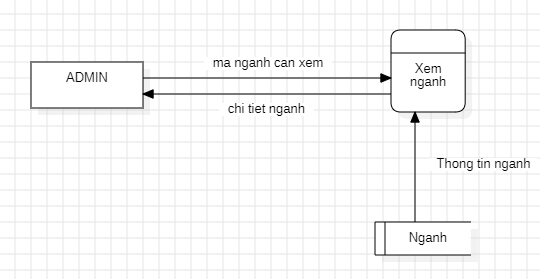 ma nganh can xem
ADMIN
Xem
nganh
chi tiet nganh
Thong tin nganh
Nganh